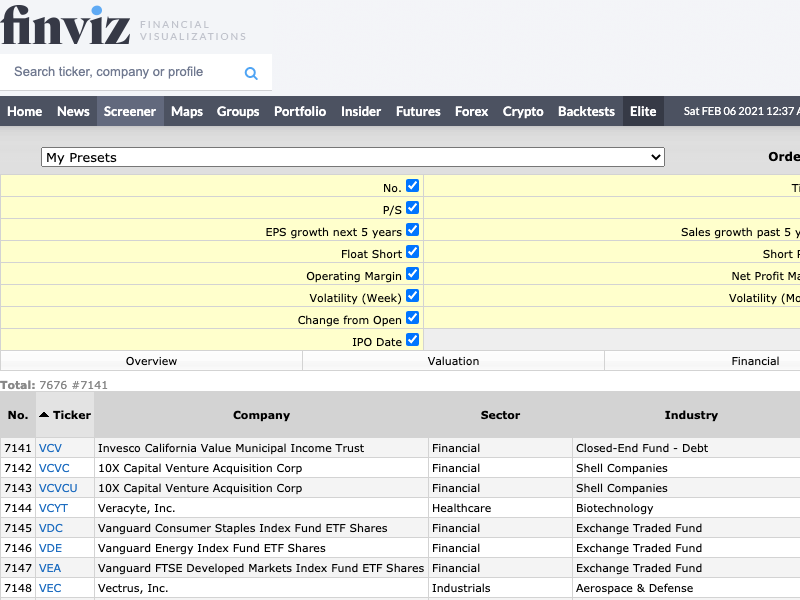 finviz FINANCIAL
VISUALIZATIONS
Search ticker, company or profile
Home News Screener Maps Groups Portfolio Insider Futures Forex Crypto Backtests Elite Sat FEB 06 2021 12:37 A
My Presets Orde
No. Ti
P/S
EPS growth next 5 years Sales growth past 5 y
Float Short Short R
Operating Margin Net Profit Ma
Volatility (Week) Volatility (Mo
Change from Open
IPO Date
Overview Valuation Financial
Total: 7676 #7141
No. Ticker Company Sector Industry
7141 VCV Invesco California Value Municipal Income Trust Financial Closed-End Fund - Debt
7142 VCVC 10X Capital Venture Acquisition Corp Financial Shell Companies
7143 VCVCU 10X Capital Venture Acquisition Corp Financial Shell Companies
7144 VCYT Veracyte, Inc. Healthcare Biotechnology
7145 VDC Vanguard Consumer Staples Index Fund ETF Shares Financial Exchange Traded Fund
7146 VDE Vanguard Energy Index Fund ETF Shares Financial Exchange Traded Fund
7147 VEA Vanguard FTSE Developed Markets Index Fund ETF Shares Financial Exchange Traded Fund
7148 VEC Vectrus, Inc. Industrials Aerospace & Defense